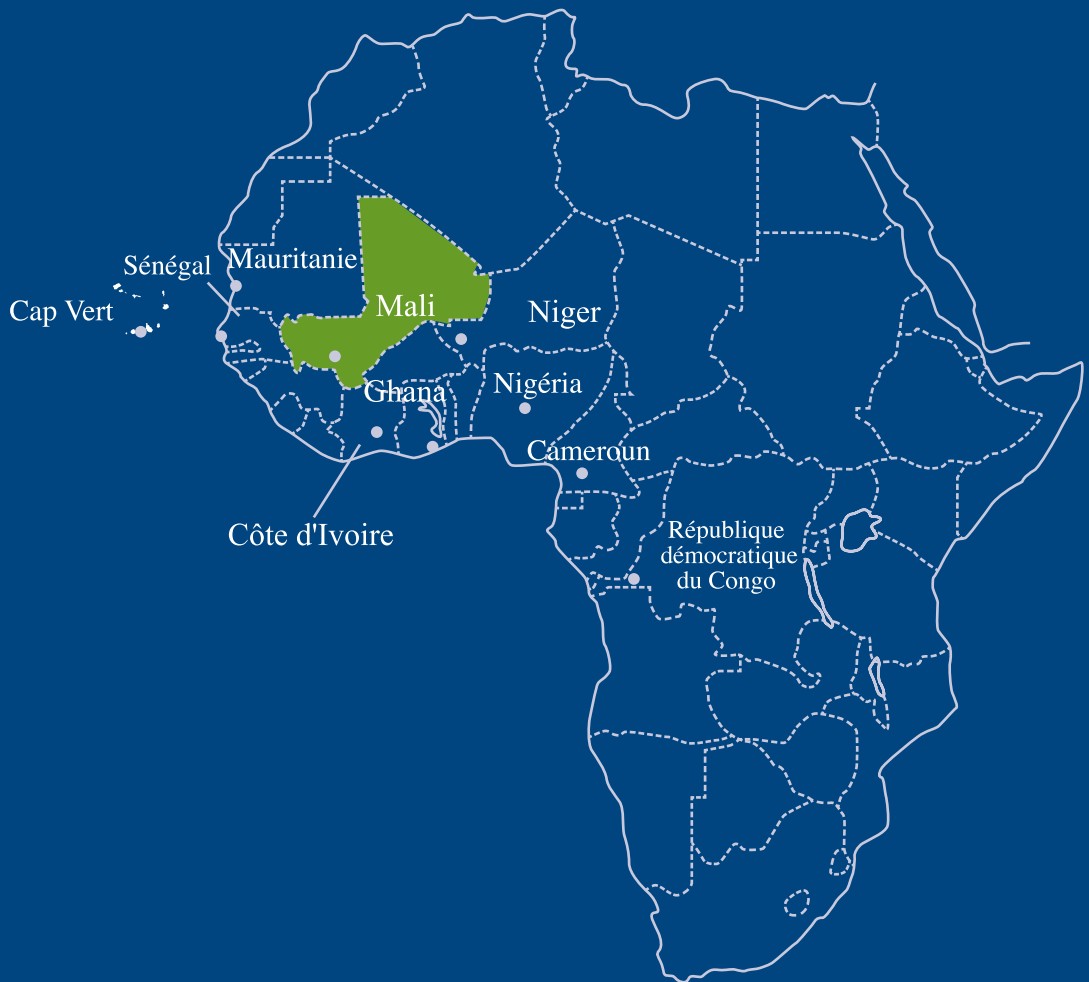 Sénégal
Mauritanie
Cap Vert
Mali
Niger
Ghana
Nigéria
Cameroun
Côte d'Ivoire
République
démocratique
du Congo